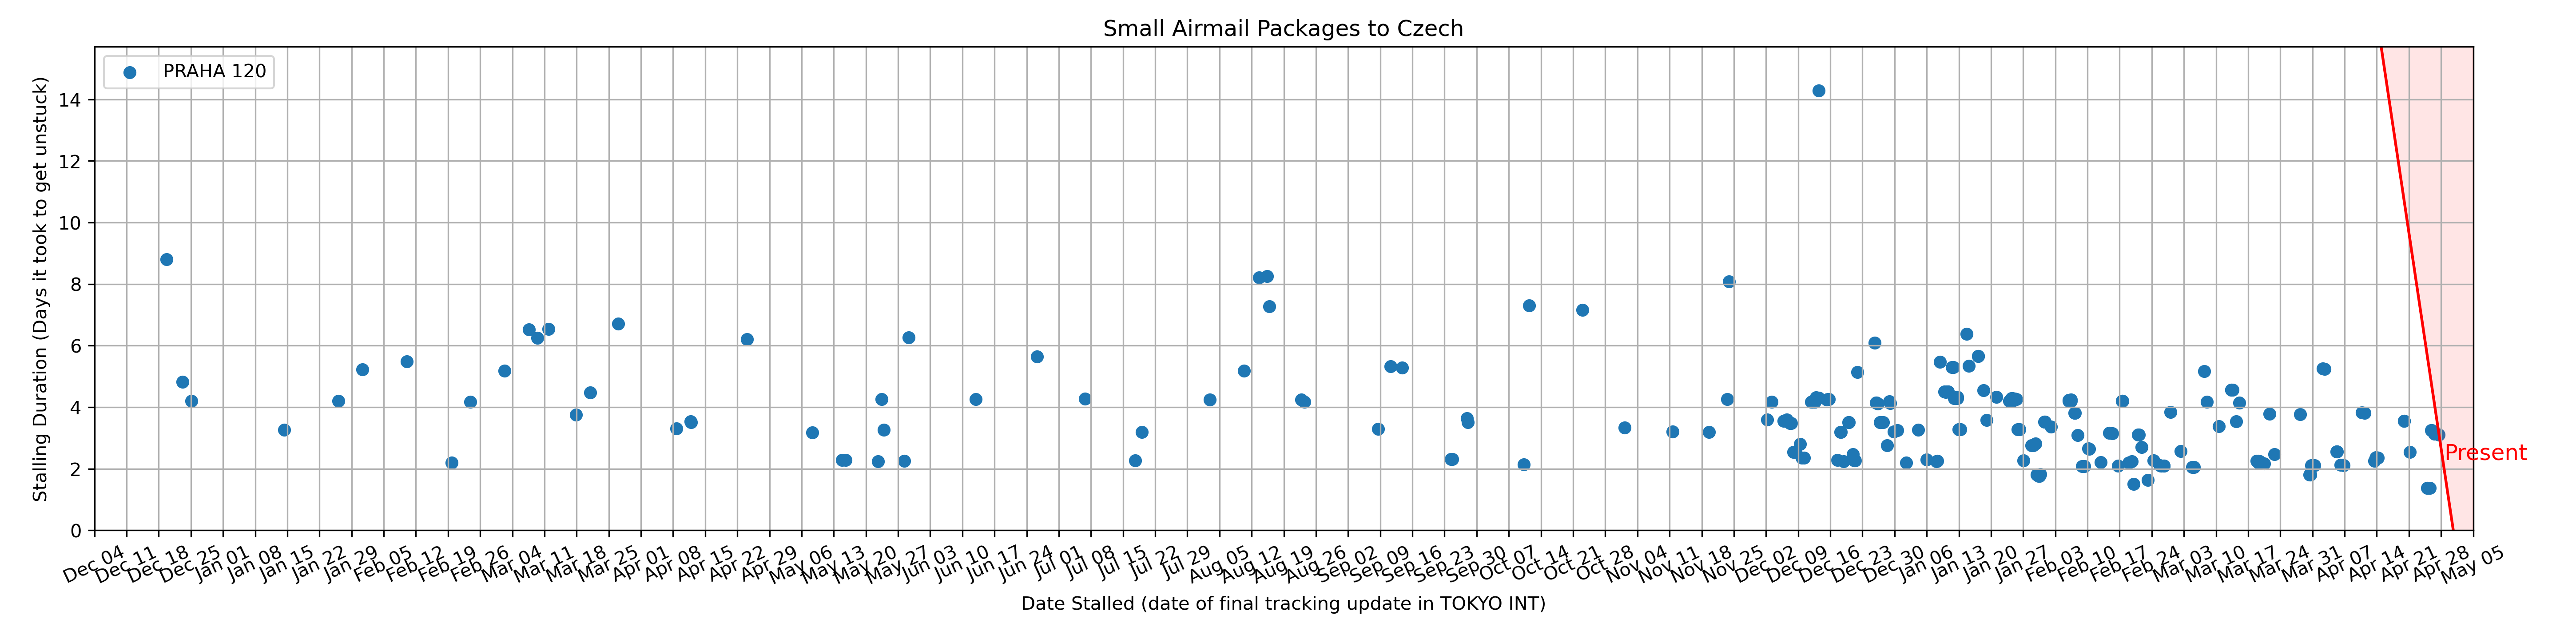 Small Airmail Packages to Czech
PRAHA 120
Stalling Duration (Days it took to get unstuck)
14
12
10
8
6
4
2
0
Present
Dec 04
Dec 11
Dec 18
Dec 25
Jan 01
Jan 08
Jan 15
Jan 22
Jan 29
Feb 05
Feb 12
Feb 19
Feb 26
Mar 04
Mar 11
Mar 18
Mar 25
Apr 01
Apr 08
Apr 15
Apr 22
Apr 29
May 06
May 13
May 20
May 27
Jun 03
Jun 10
Jun 17
Jun 24
Jul 01
Jul 08
Jul 15
Jul 22
Jul 29
Aug 05
Aug 12
Aug 19
Aug 26
Sep 02
Sep 09
Sep 16
Sep 23
Sep 30
Oct 07
Oct 14
Oct 21
Oct 28
Nov 04
Nov 11
Nov 18
Nov 25
Dec 02
Dec 09
Dec 16
Dec 23
Dec 30
Jan 06
Jan 13
Jan 20
Jan 27
Feb 03
Feb 10
Feb 17
Feb 24
Mar 03
Mar 10
Mar 17
Mar 24
Mar 31
Apr 07
Apr 14
Apr 21
Apr 28
May 05
Date Stalled (date of final tracking update in TOKYO INT)